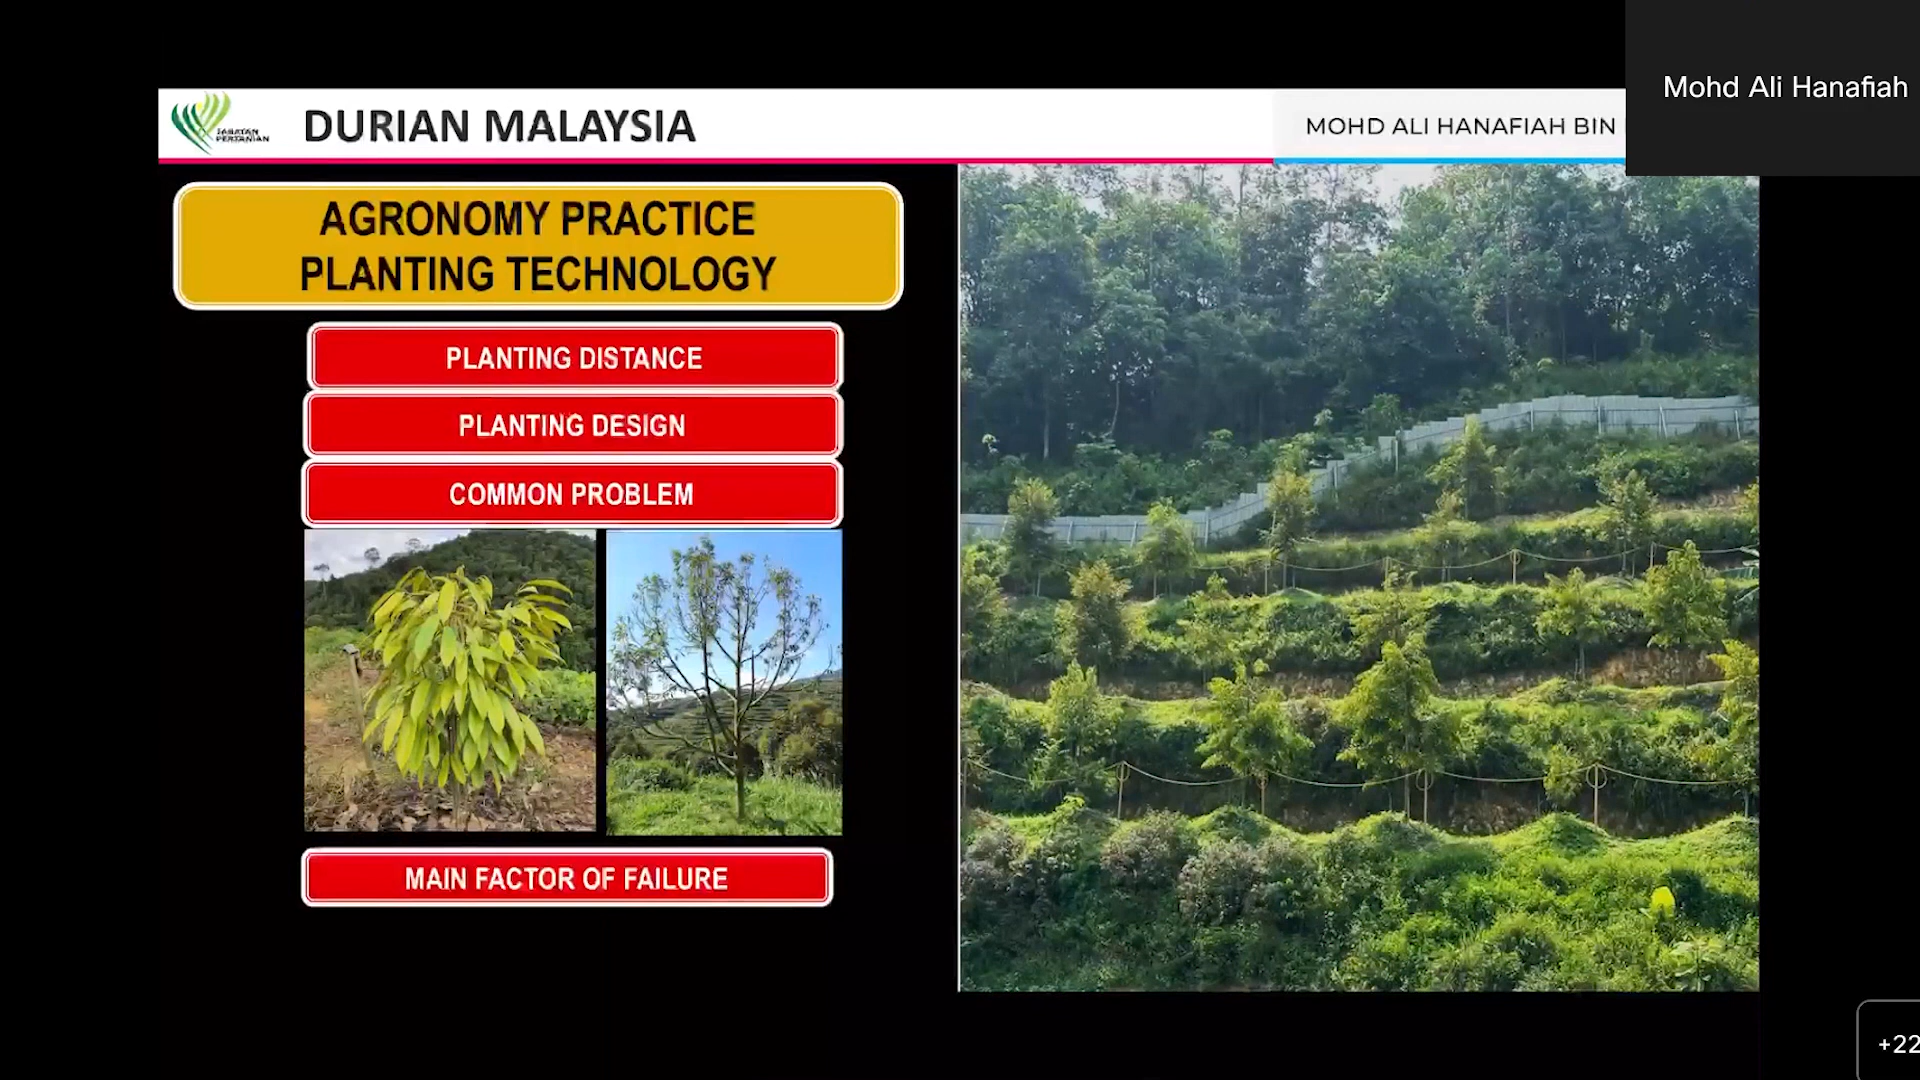 Mohd Ali Hanafiah
JABATAN
PERTANIAN
DURIAN MALAYSIA
MOHD ALI HANAFIAH BIN
AGRONOMY PRACTICE
PLANTING TECHNOLOGY
PLANTING DISTANCE
PLANTING DESIGN
COMMON PROBLEM
MAIN FACTOR OF FAILURE
+22